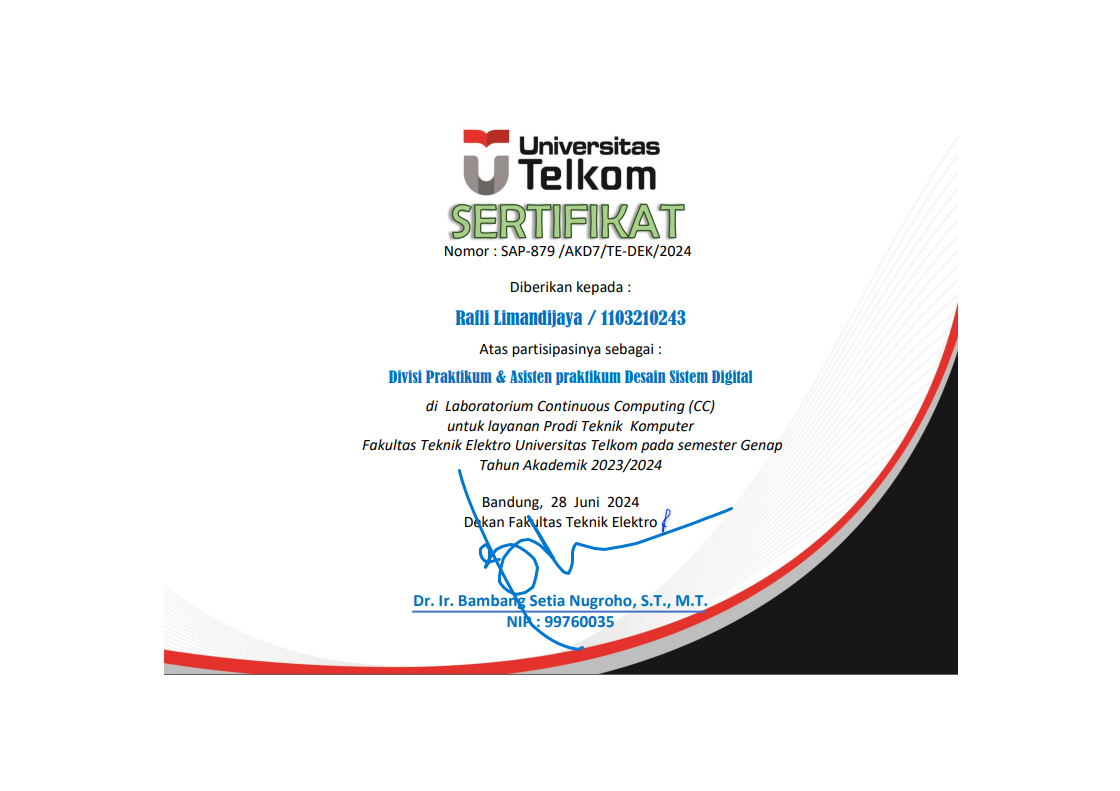 Universitas
Telkom
SERTIFIKAT
Nomor : SAP-879 /AKD7/TE-DEK/2024
Diberikan kepada :
Rafli Limandijaya / 1103210243
Atas partisipasinya sebagai :
Divisi Praktikum & Asisten praktikum Desain Sistem Digital
di Laboratorium Continuous Computing (CC)
untuk layanan Prodi Teknik Komputer
Fakultas Teknik Elektro Universitas Telkom pada semester Genap
Tahun Akademik 2023/2024
Bandung, 28 Juni 2024
Dekan Fakultas Teknik Elektro
Dr. Ir. Bambang Setia Nugroho, S.T., M.T.
NIP : 99760035